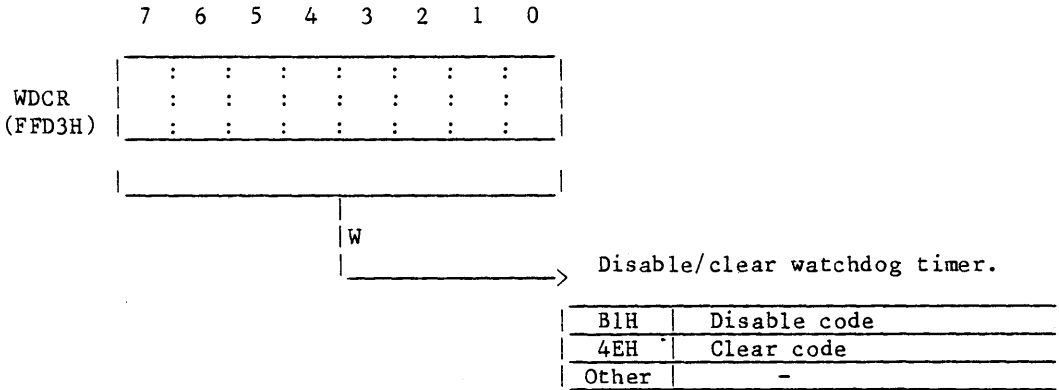 7 6 5 4 3 2 1 0
WDCR
(FFD3H)
W
Disable/clear watchdog timer.
B1H Disable code
4EH Clear code
Other -